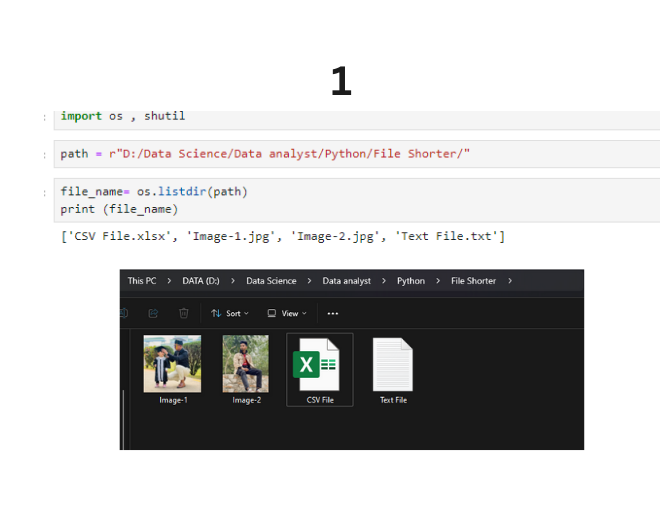 1
import os , shutil
path = r"D:/Data Science/Data analyst/Python/File Shorter/"
file_name= os.listdir(path)
print (file_name)
['CSV File.xlsx', 'Image-1.jpg', 'Image-2.jpg', 'Text File.txt']
This PC > DATA (D:) > Data Science > Data analyst > Python > File Shorter >
Sort View ...
Image-1 Image-2 CSV File Text File